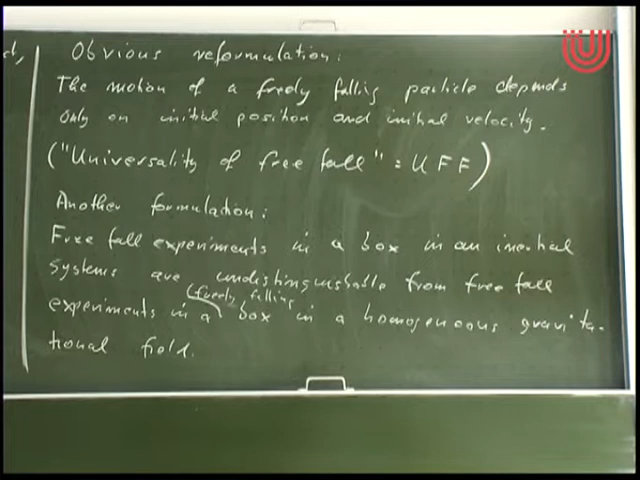 ct,
Obvious reformulation:
The motion of a freely falling particle depends
only on initial position and initial velocity.
("Universality of free fall" = UFF)
Another formulation:
Free fall experiments in a box in an inertial
systems are undistinguishable from free fall
(freely falling
experiments in a box in a homogenous gravita-
tional field.